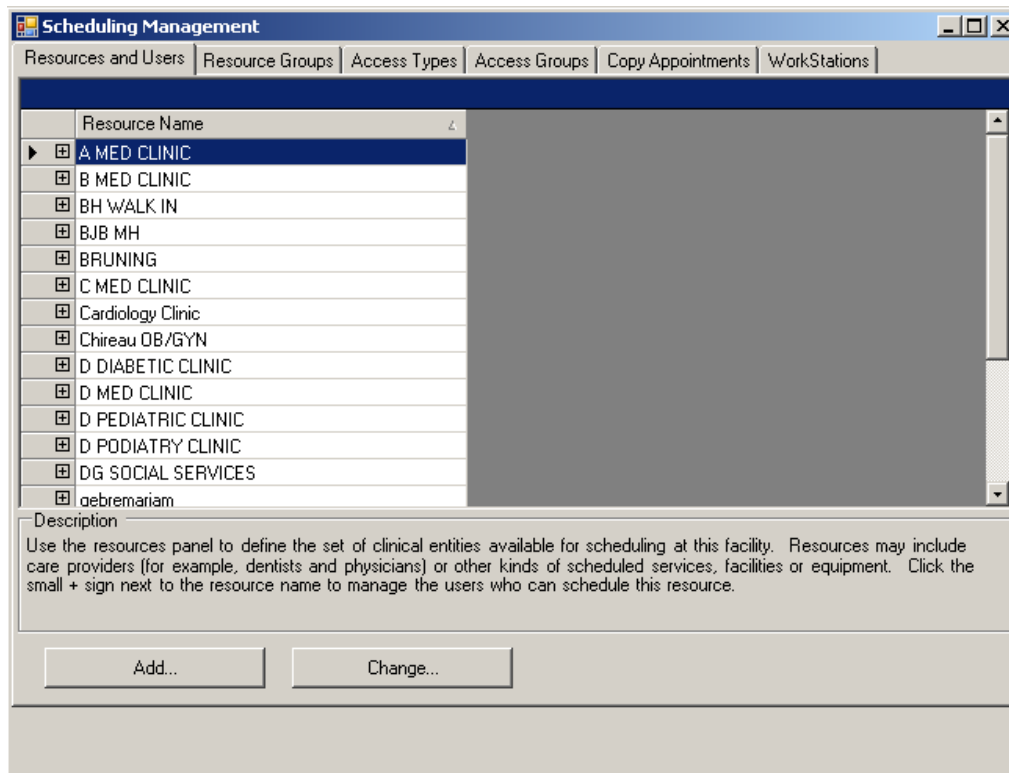 Scheduling Management
Resources and Users Resource Groups Access Types Access Groups Copy Appointments WorkStations
Resource Name
A MED CLINIC
B MED CLINIC
BH WALK IN
BJB MH
BRUNING
C MED CLINIC
Cardiology Clinic
Chireau OB/GYN
D DIABETIC CLINIC
D MED CLINIC
D PEDIATRIC CLINIC
D PODIATRY CLINIC
DG SOCIAL SERVICES
gebremariam
Description
Use the resources panel to define the set of clinical entities available for scheduling at this facility. Resources may include
care providers (for example, dentists and physicians) or other kinds of scheduled services, facilities or equipment. Click the
small + sign next to the resource name to manage the users who can schedule this resource.
Add... Change...